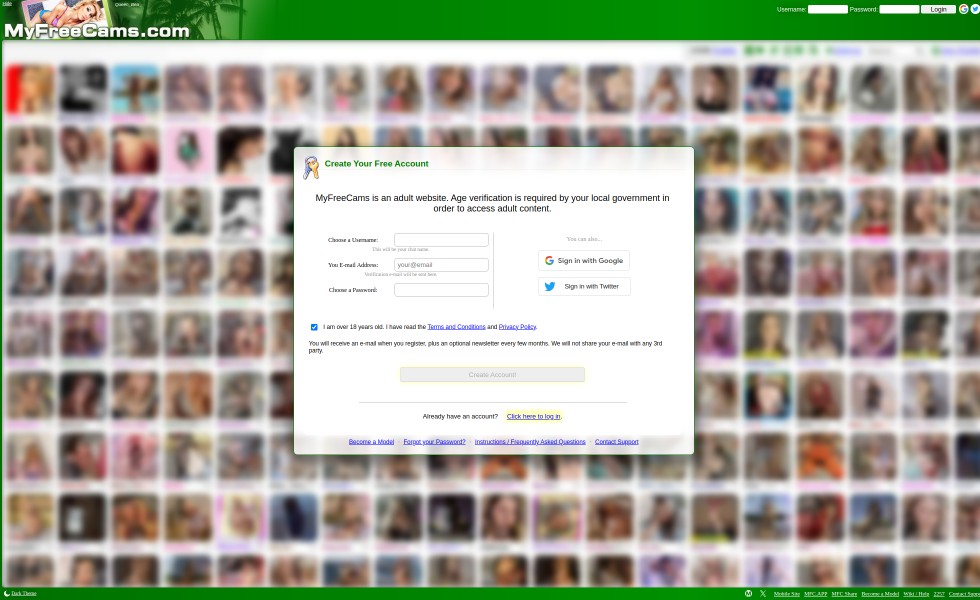 Hide
Username:
Password:
Login
MyFreeCams.com
Create Your Free Account
MyFreeCams is an adult website. Age verification is required by your local government in
order to access adult content.
Choose a Username:
This will be your chat name.
You E-mail Address:
your@email
Verification e-mail will be sent here.
Choose a Password:
You can also...
Sign in with Google
Sign in with Twitter
I am over 18 years old. I have read the Terms and Conditions and Privacy Policy.
You will receive an e-mail when you register, plus an optional newsletter every few months. We will not share your e-mail with any 3rd
party.
Create Account!
Already have an account? Click here to log in.
Become a Model - Forgot your Password? - Instructions / Frequently Asked Questions - Contact Support
Dark Theme
Mobile Site MFC.APP MFC Share Become a Model Wiki / Help 2257 Contact